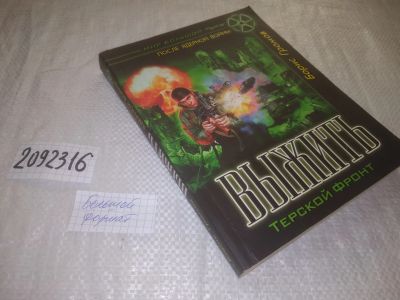 ПОСЛЕ ЯДЕРНОЙ ВОЙНЫ
Борис Громов
ВЫЖИТЬ
ТЕРСКОЙ ФРОНТ
2092316
большой
формат